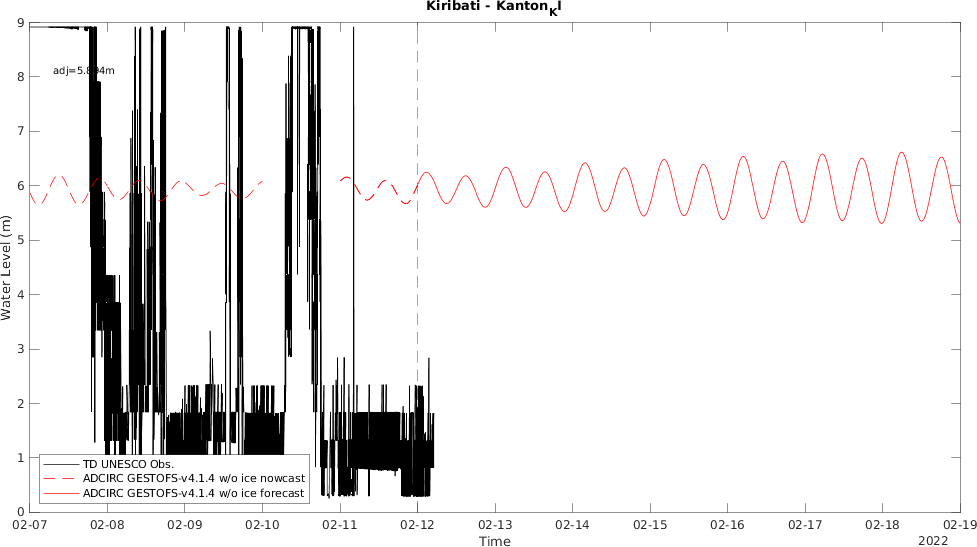 Kiribati - Kanton_KI
9
8
7
6
5
4
3
2
1
0
Water Level (m)
TD UNESCO Obs.
ADCIRC GESTOFS-v4.1.4 w/o ice nowcast
ADCIRC GESTOFS-v4.1.4 w/o ice forecast
02-07 02-08 02-09 02-10 02-11 02-12 02-13 02-14 02-15 02-16 02-17 02-18 02-19
Time
2022